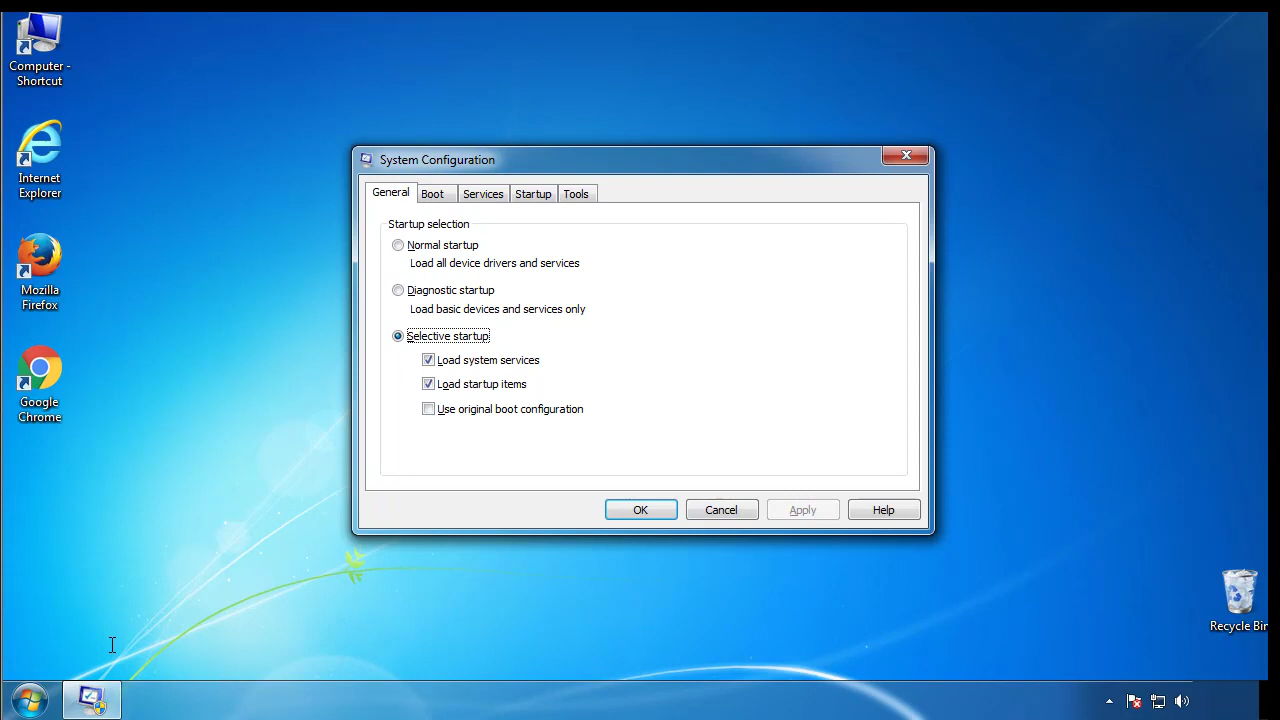 Computer -
Shortcut
Internet
Explorer
Mozilla
Firefox
Google
Chrome
System Configuration
General Boot Services Startup Tools
Startup selection
Normal startup
Load all device drivers and services
Diagnostic startup
Load basic devices and services only
Selective startup
Load system services
Load startup items
Use original boot configuration
OK Cancel Apply Help
Recycle Bin